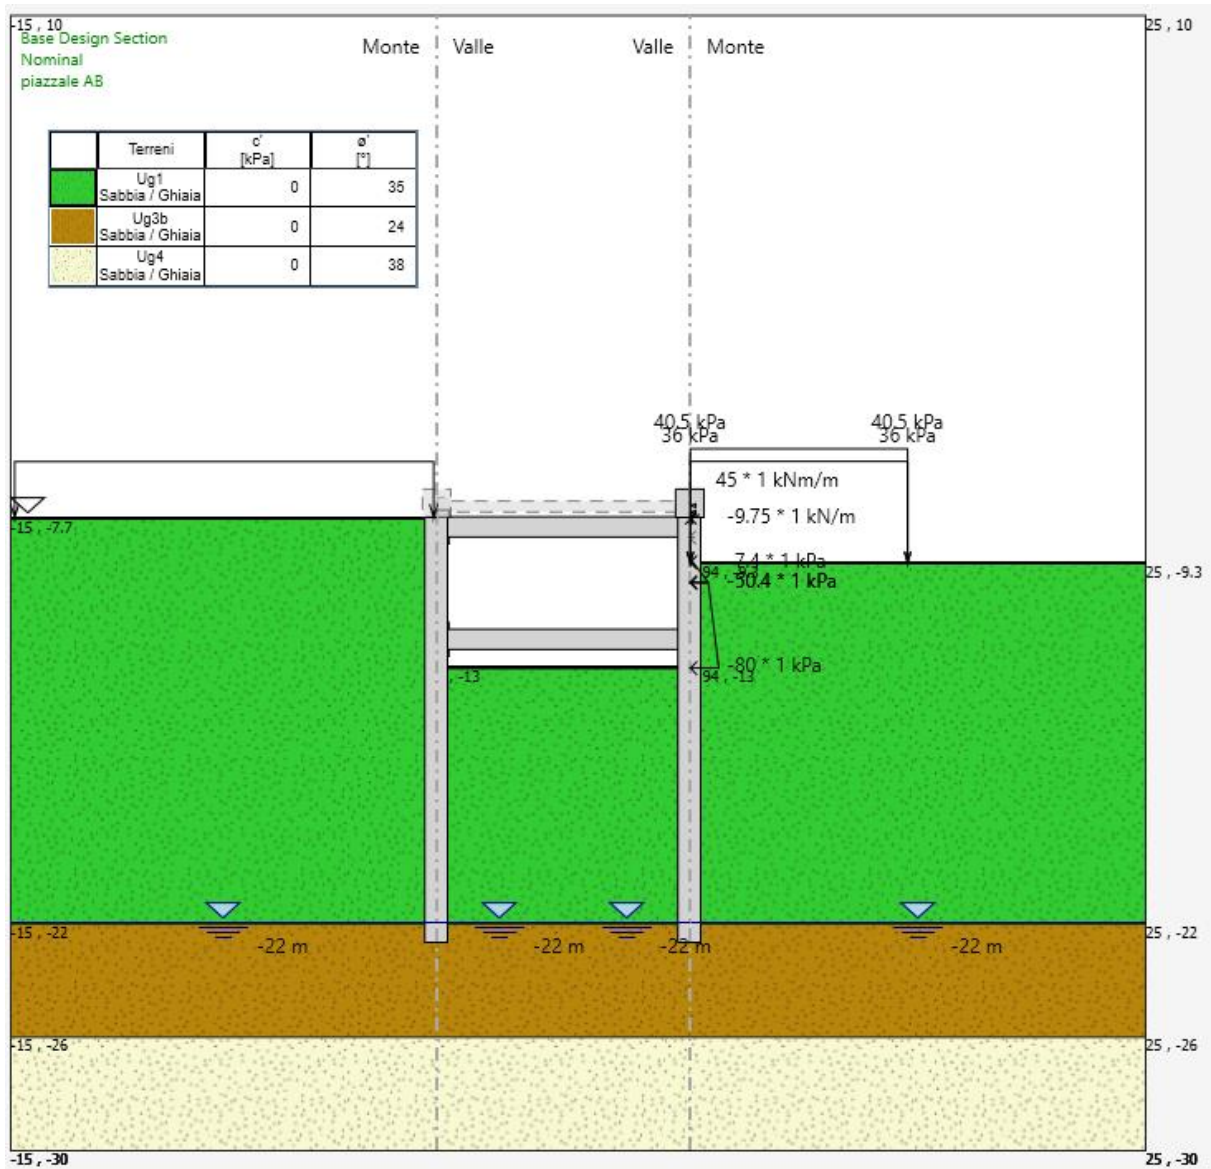 -15 , 10
25 , 10
Base Design Section
Nominal
piazzale AB
Monte
Valle
Valle
Monte
Terreni
c'
[kPa]
ø'
[°]
Ug1
Sabbia / Ghiaia
0
35
Ug3b
Sabbia / Ghiaia
0
24
Ug4
Sabbia / Ghiaia
0
38
40.5 kPa
36 kPa
40.5 kPa
36 kPa
45 * 1 kNm/m
-9.75 * 1 kN/m
-15 , -7.7
7.4 * 1 kPa
25 , -9.3
-50.4 * 1 kPa
-80 * 1 kPa
, -13
94 , -13
-15 , -22
-22 m
-22 m
-22 m
-22 m
25 , -22
-15 , -26
25 , -26
-15 , -30
25 , -30